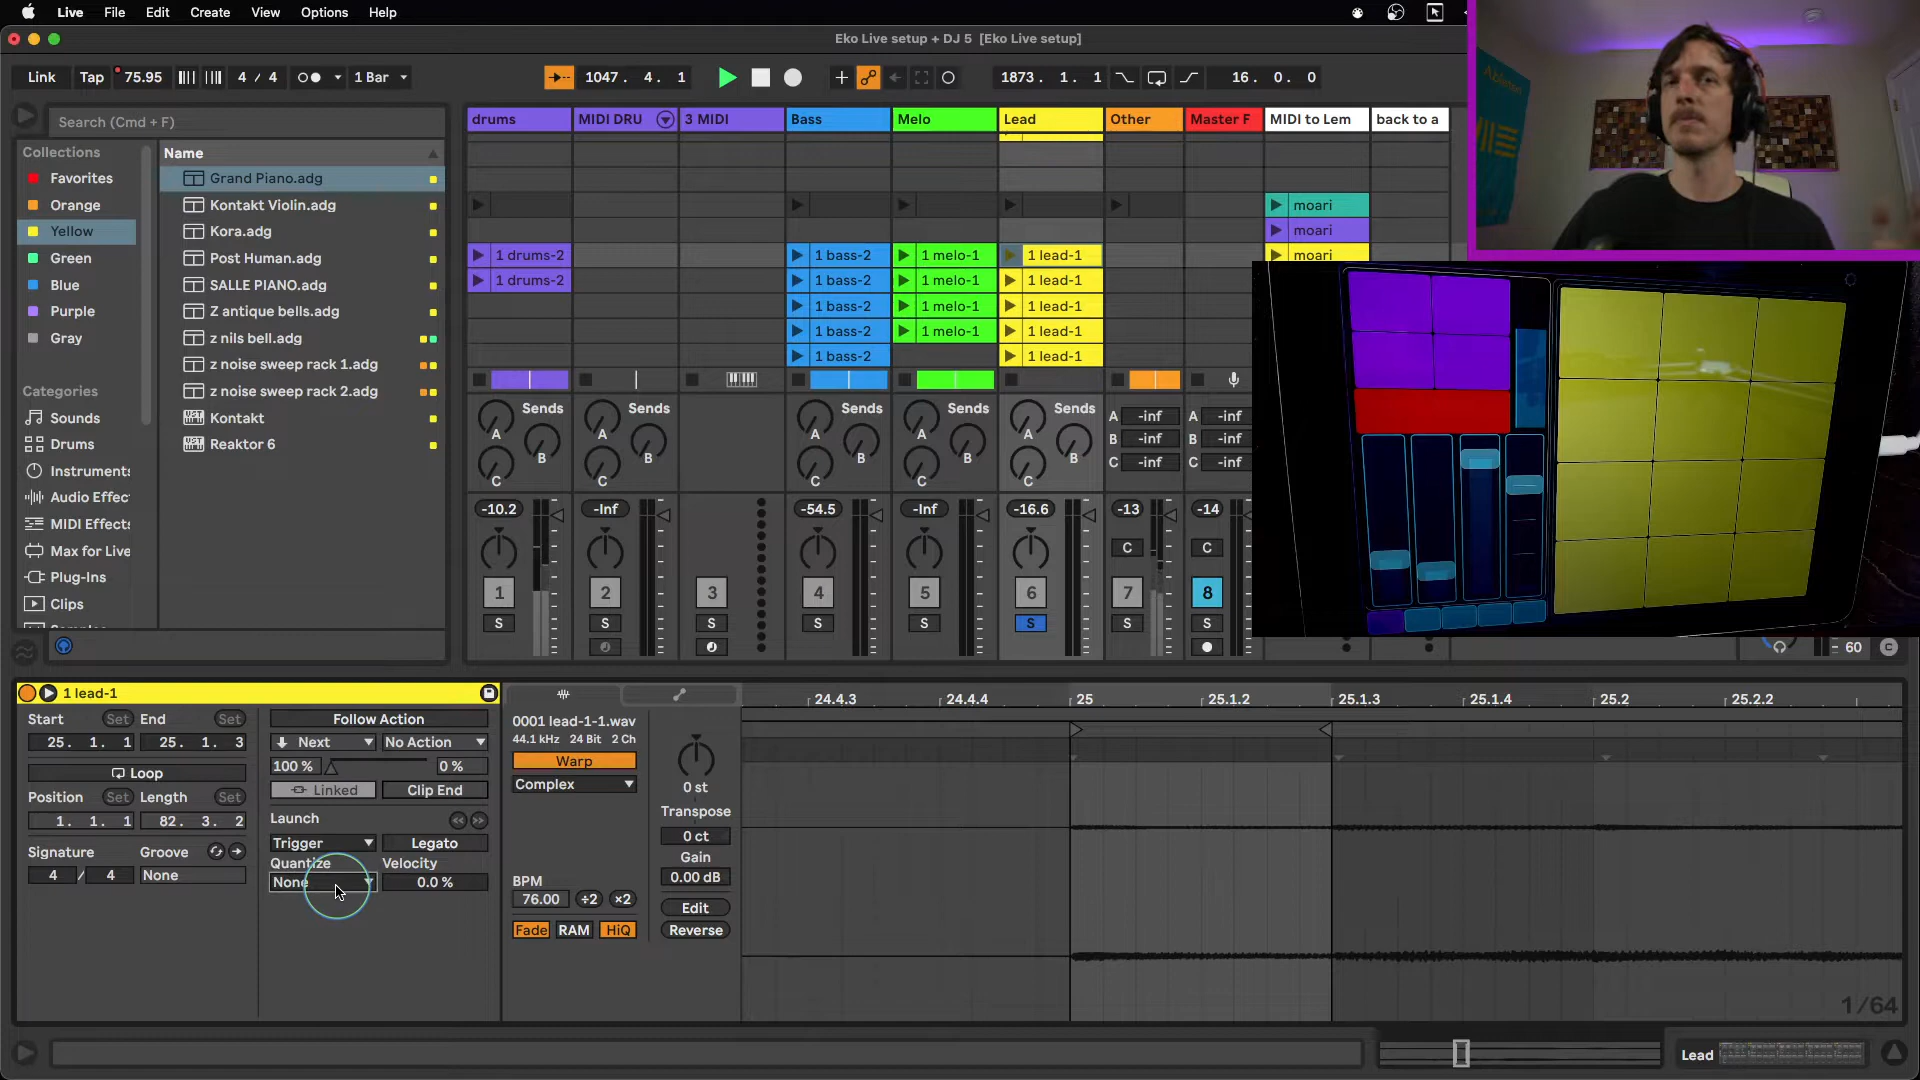 Live File Edit Create View Options Help
Eko Live setup + DJ 5 [Eko Live setup]
Link Tap 75.95 4 / 4 1 Bar 1047. 4. 1 1873. 1. 1 16. 0. 0
Search (Cmd + F)
Collections
Favorites
Orange
Yellow
Green
Blue
Purple
Gray
Categories
Sounds
Drums
Instruments
Audio Effec
MIDI Effects
Max for Live
Plug-Ins
Clips
Name
Grand Piano.adg
Kontakt Violin.adg
Kora.adg
Post Human.adg
SALLE PIANO.adg
Z antique bells.adg
z nils bell.adg
z noise sweep rack 1.adg
z noise sweep rack 2.adg
Kontakt
Reaktor 6
drums MIDI DRU 3 MIDI Bass Melo Lead Other Master F MIDI to Lem back to a
moari
moari
1 drums-2 1 bass-2 1 melo-1 1 lead-1 moari
1 drums-2 1 bass-2 1 melo-1 1 lead-1
1 bass-2 1 melo-1 1 lead-1
1 bass-2 1 melo-1 1 lead-1
1 bass-2 1 lead-1
Sends Sends Sends Sends Sends
A A A A A A -inf A -inf
B B B B B B -inf B -inf
C C C C C C -inf C -inf
-10.2 -Inf -54.5 -Inf -16.6 -13 -14
C C
1 2 3 4 5 6 7 8
S S S S S S S
60 C
Ableton
1 lead-1
Start Set End Set
25. 1. 1 25. 1. 3
Loop
Position Set Length Set
1. 1. 1 82. 3. 2
Signature Groove
4 / 4 None
Follow Action
Next No Action
100 % 0 %
Linked Clip End
Launch
Trigger Legato
Quantize Velocity
None 0.0 %
0001 lead-1-1.wav
44.1 kHz 24 Bit 2 Ch
Warp
Complex
BPM
76.00 ÷2 ×2
Fade RAM HiQ
0 st
Transpose
0 ct
Gain
0.00 dB
Edit
Reverse
24.4.3 24.4.4 25 25.1.2 25.1.3 25.1.4 25.2 25.2.2
1/64
Lead